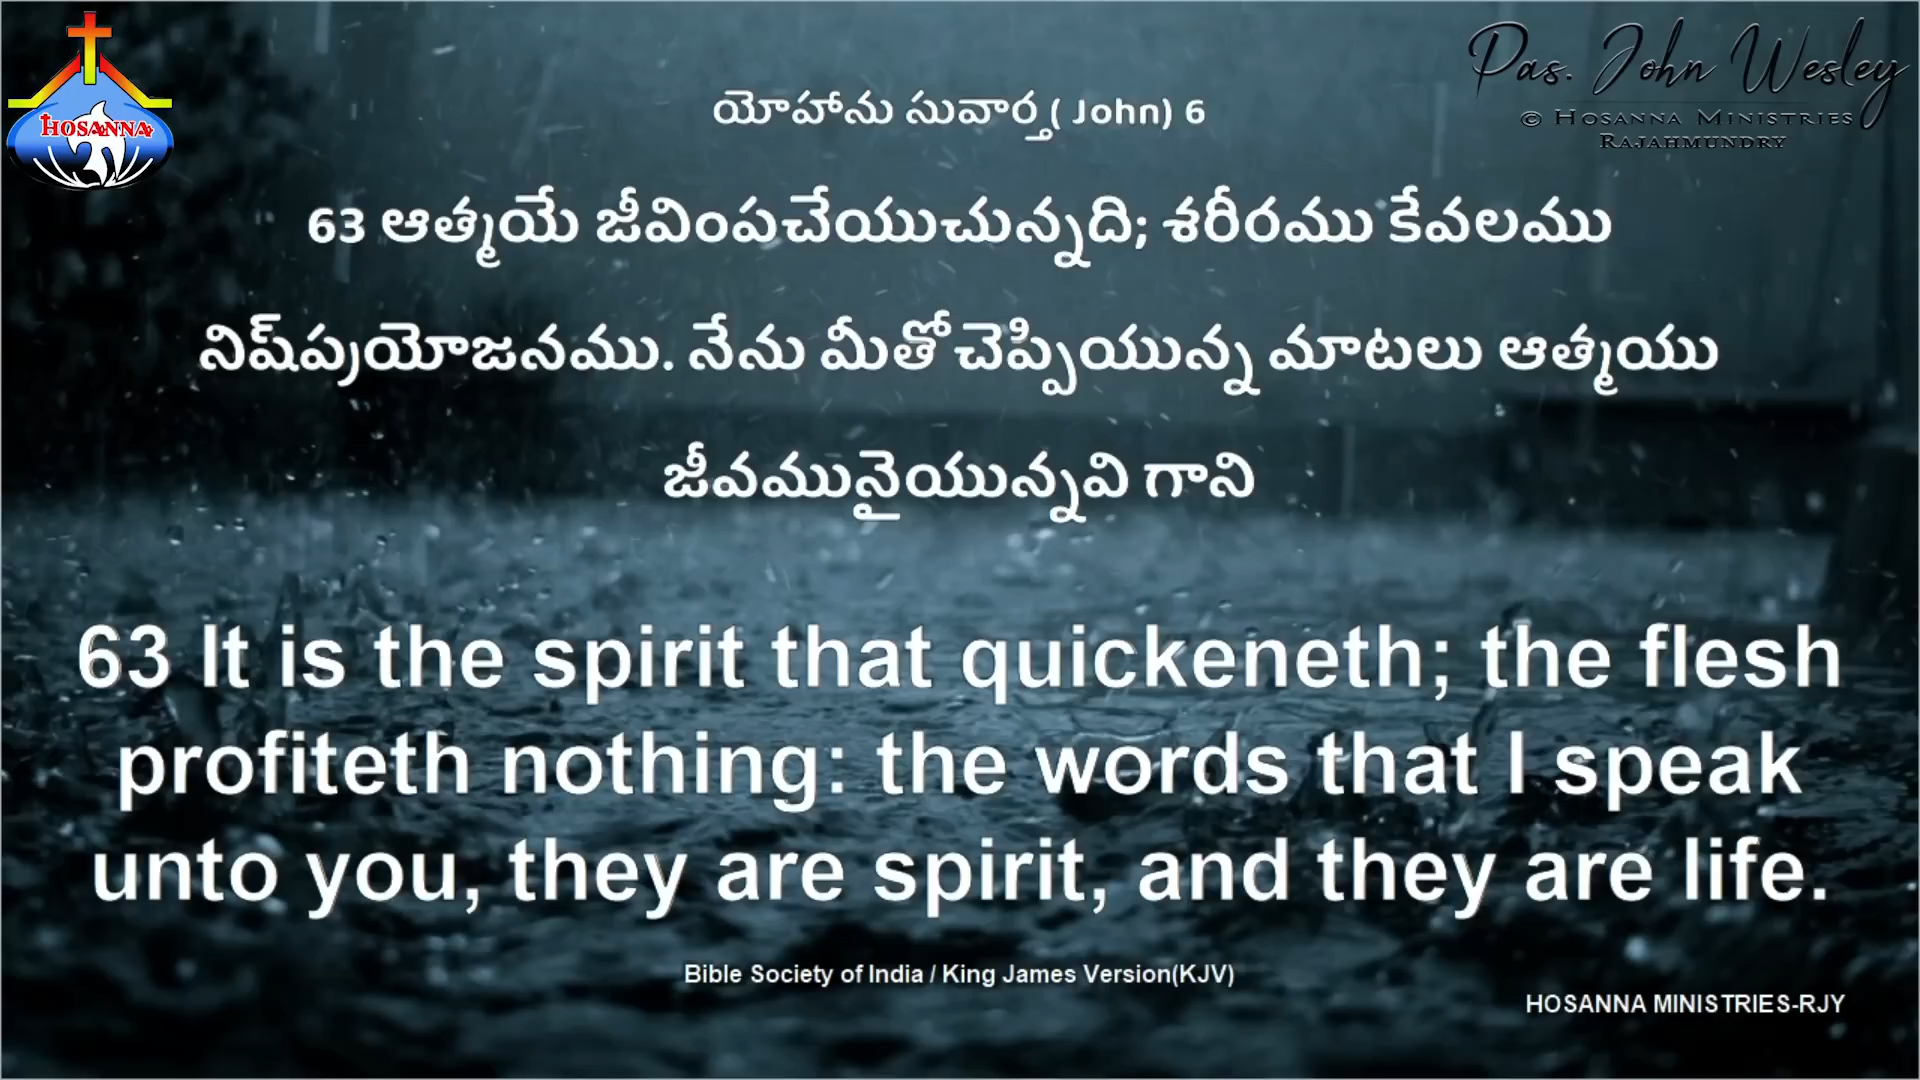 HOSANNA
Pas. John Wesley
© HOSANNA MINISTRIES
RAJAHMUNDRY
యోహాను సువార్త( John) 6
63 ఆత్మయే జీవింపచేయుచున్నది; శరీరము కేవలము
నిష్‌ప్రయోజనము. నేను మీతో చెప్పియున్న మాటలు ఆత్మయు
జీవమునైయున్నవి గాని
63 It is the spirit that quickeneth; the flesh
profiteth nothing: the words that I speak
unto you, they are spirit, and they are life.
Bible Society of India / King James Version(KJV)
HOSANNA MINISTRIES-RJY